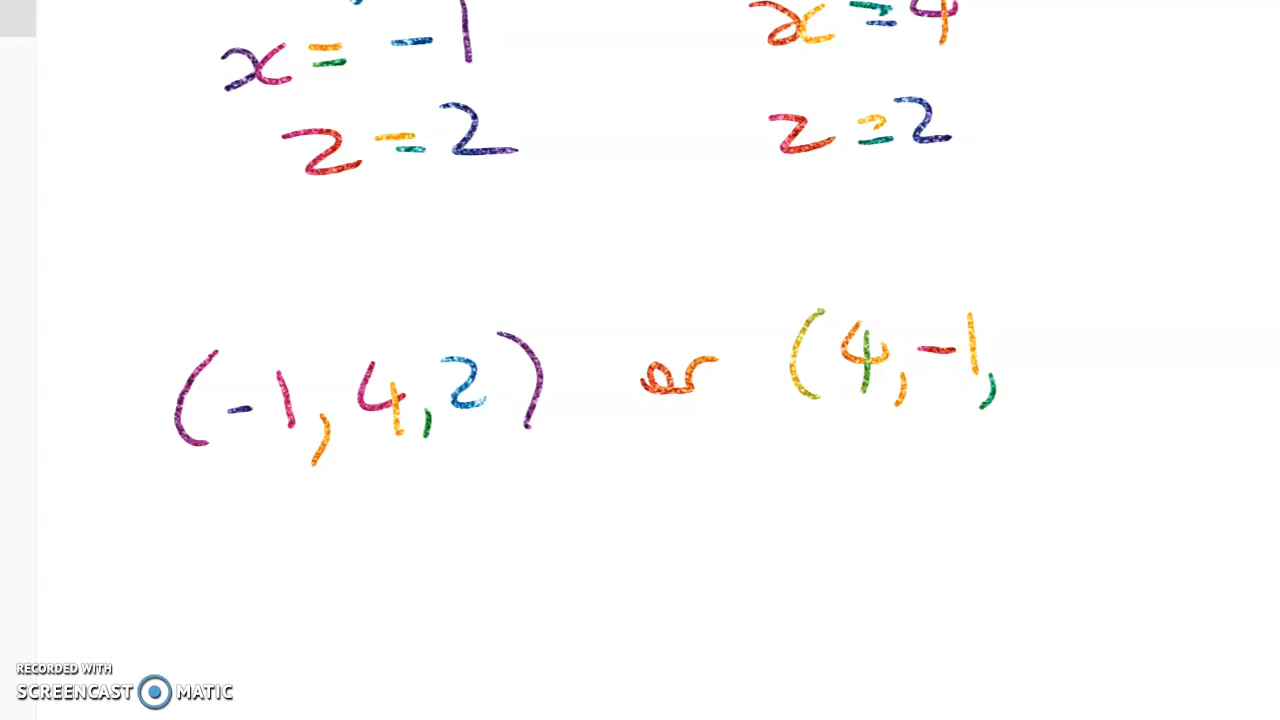 x = -1 x = 4
z = 2 z = 2
(-1, 4, 2) or (4, -1,
RECORDED WITH
SCREENCAST MATIC